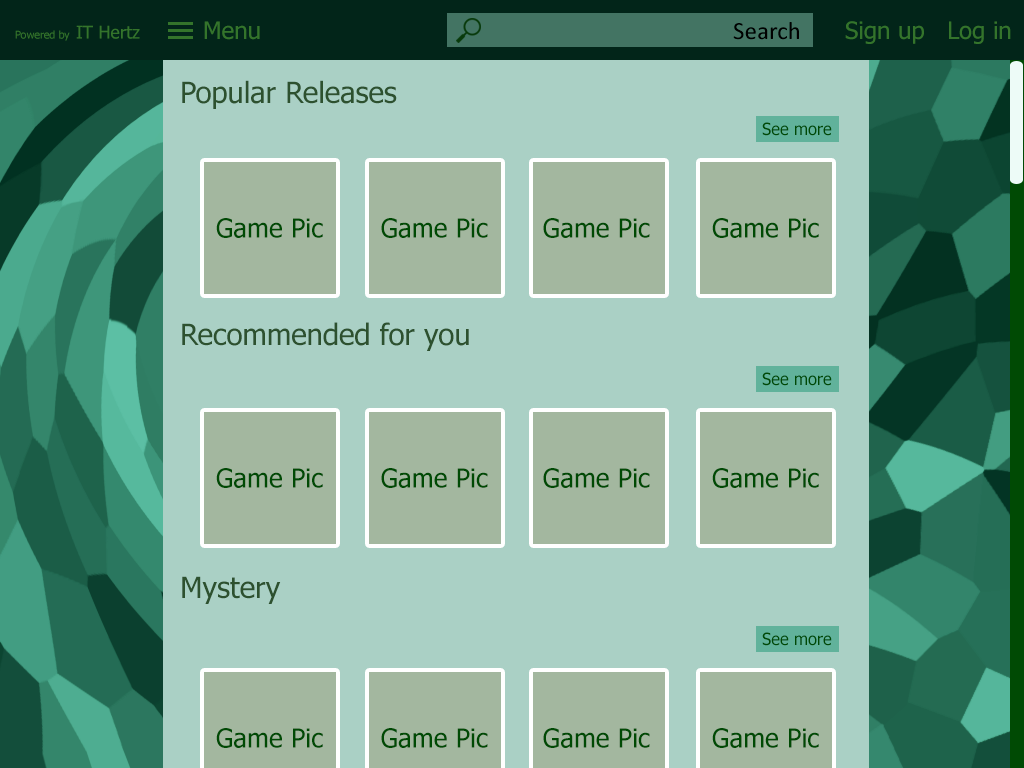 Powered by IT Hertz Menu Search Sign up Log in
Popular Releases
See more
Game Pic Game Pic Game Pic Game Pic
Recommended for you
See more
Game Pic Game Pic Game Pic Game Pic
Mystery
See more
Game Pic Game Pic Game Pic Game Pic